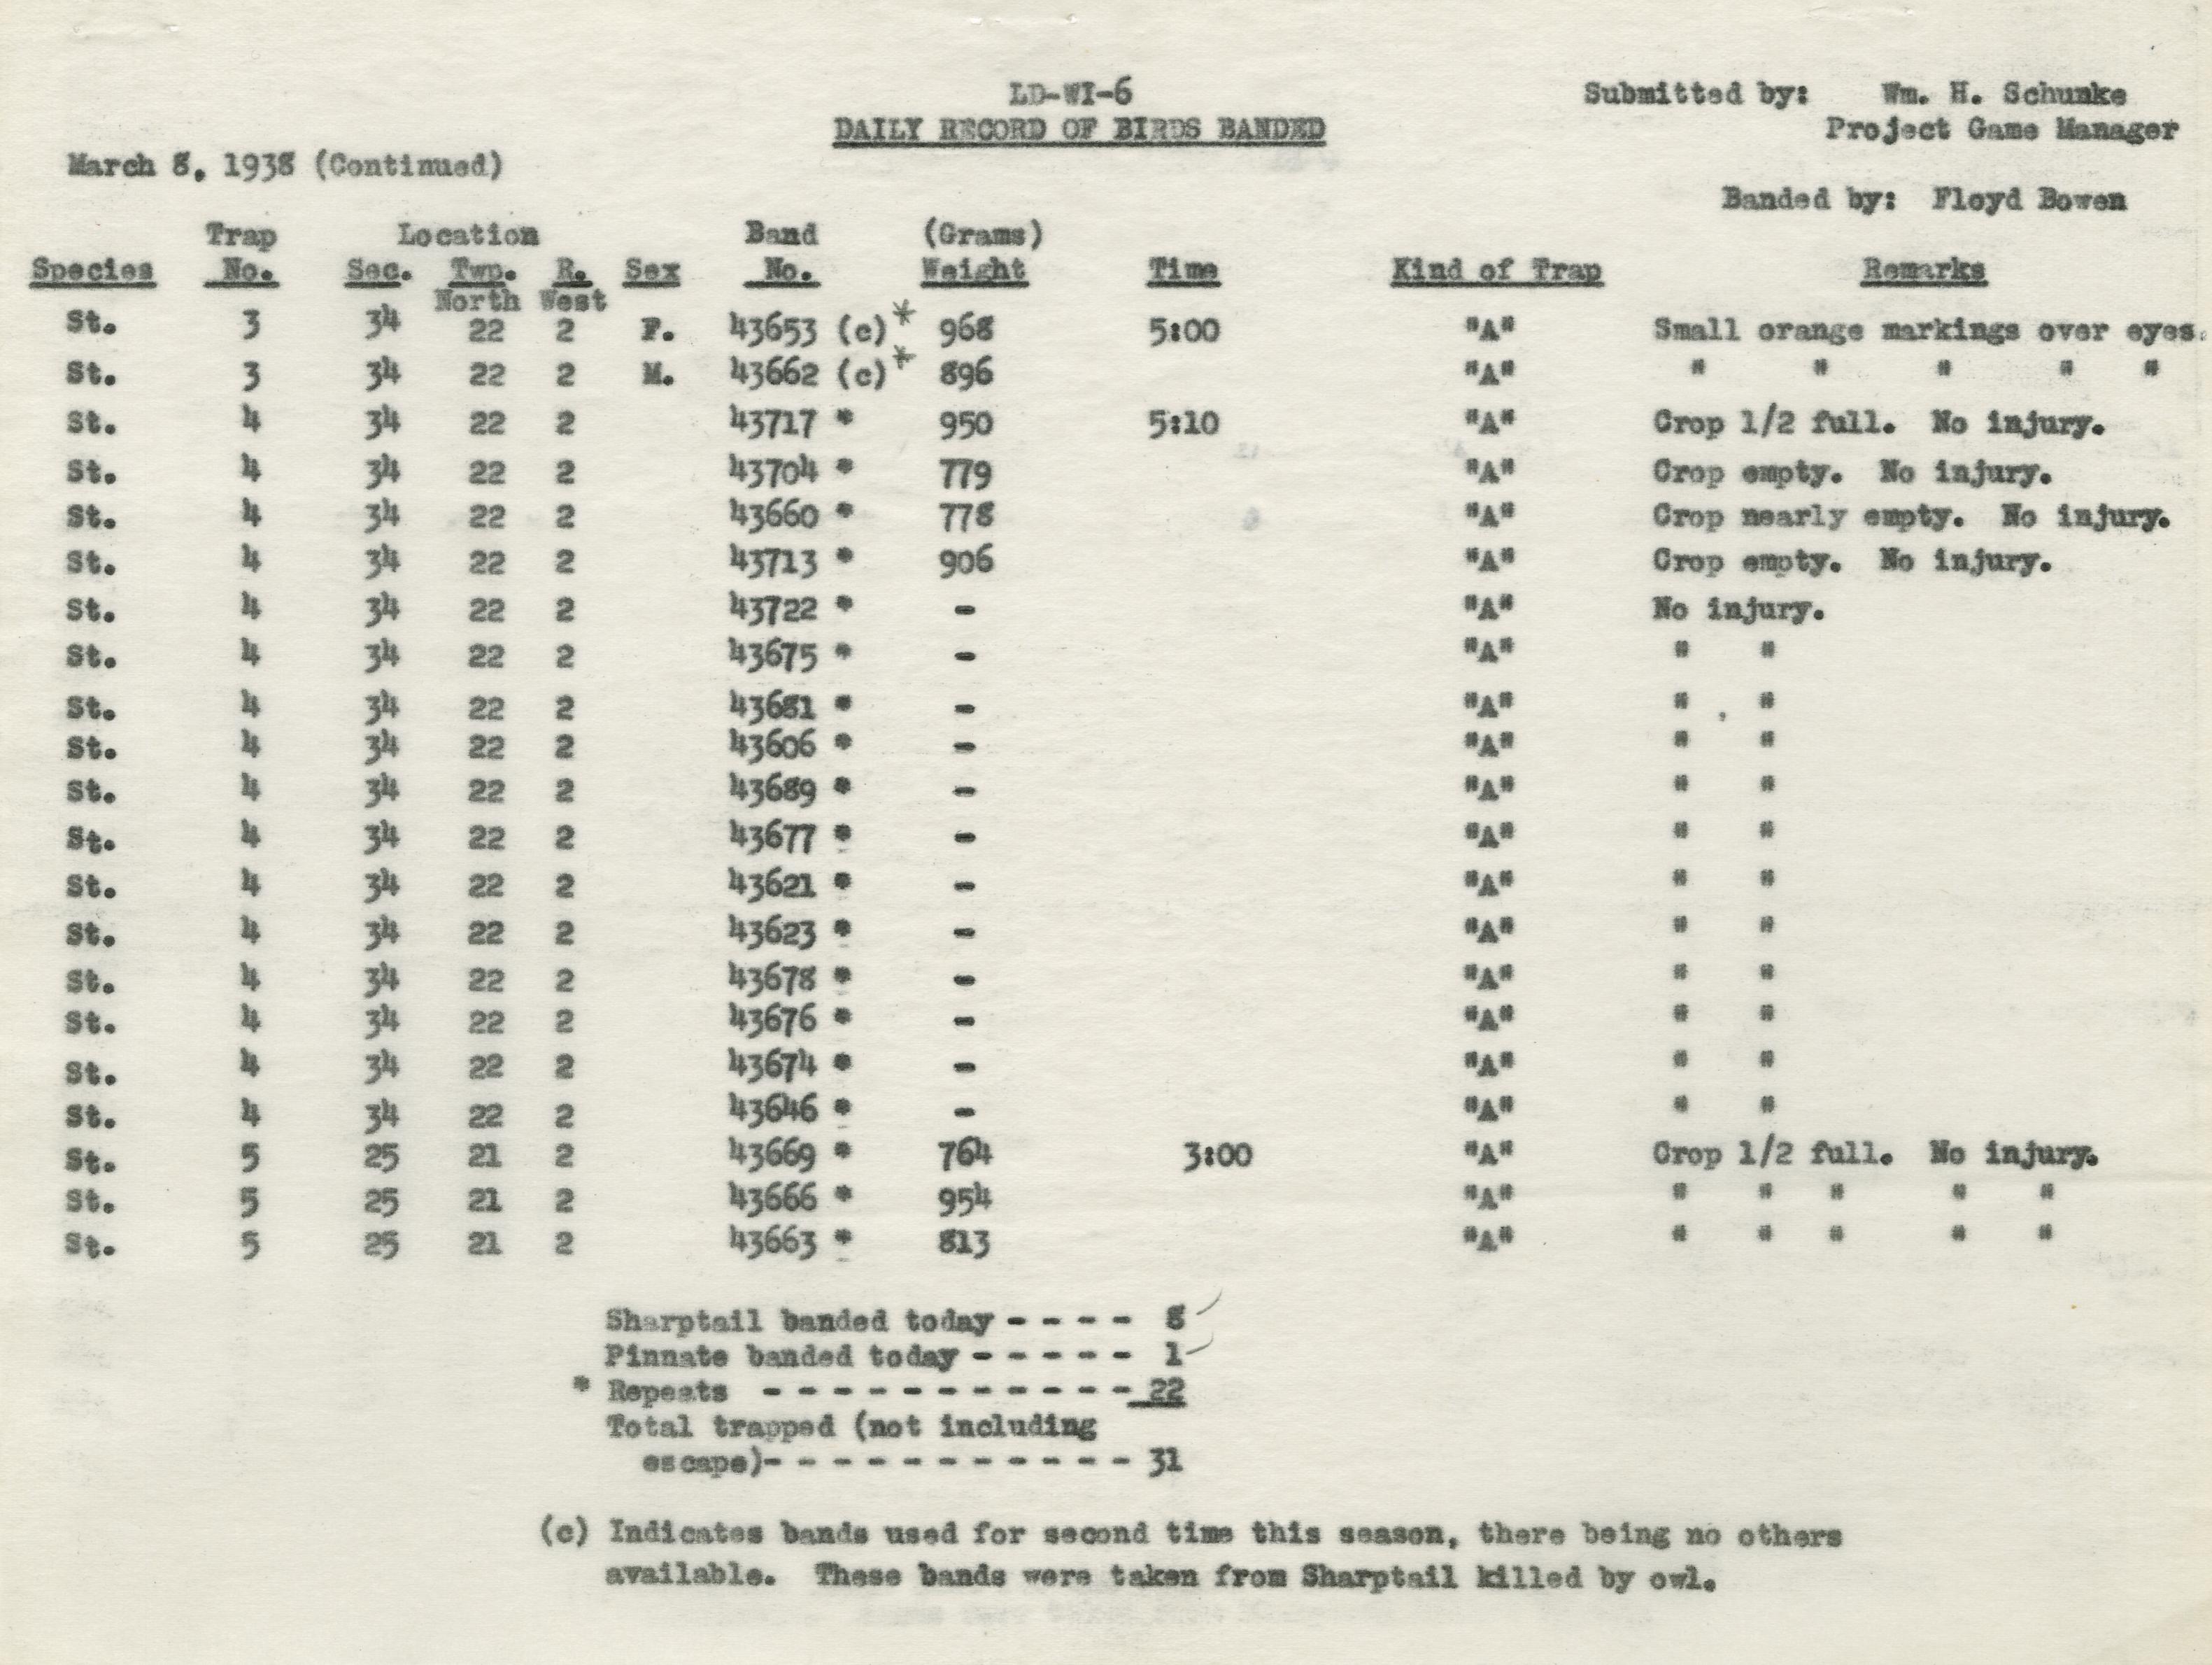 LD-WI-6
DAILY RECORD OF BIRDS BANDED
Submitted by: Wm. H. Schunke
Project Game Manager
March 8, 1938 (Continued)
Banded by: Floyd Bowen
Trap Location Band (Grams)
Species No. Sec. Twp. R. Sex No. Weight Time Kind of Trap Remarks
North West
St. 3 34 22 2 F. 43653 (c) * 968 5:00 "A" Small orange markings over eyes.
St. 3 34 22 2 M. 43662 (c) * 896 "A" " " " " "
St. 4 34 22 2 43717 * 950 5:10 "A" Crop 1/2 full. No injury.
St. 4 34 22 2 43704 * 779 "A" Crop empty. No injury.
St. 4 34 22 2 43660 * 778 "A" Crop nearly empty. No injury.
St. 4 34 22 2 43713 * 906 "A" Crop empty. No injury.
St. 4 34 22 2 43722 * - "A" No injury.
St. 4 34 22 2 43675 * - "A" " "
St. 4 34 22 2 43681 * - "A" " "
St. 4 34 22 2 43606 * - "A" " "
St. 4 34 22 2 43689 * - "A" " "
St. 4 34 22 2 43677 * - "A" " "
St. 4 34 22 2 43621 * - "A" " "
St. 4 34 22 2 43623 * - "A" " "
St. 4 34 22 2 43678 * - "A" " "
St. 4 34 22 2 43676 * - "A" " "
St. 4 34 22 2 43674 * - "A" " "
St. 4 34 22 2 43646 * - "A" " "
St. 5 25 21 2 43669 * 764 3:00 "A" Crop 1/2 full. No injury.
St. 5 25 21 2 43666 * 954 "A" " " " " "
St. 5 25 21 2 43663 * 813 "A" " " " " "
Sharptail banded today - - - - 8
Pinnate banded today - - - - - 1
* Repeats - - - - - - - - - - - 22
Total trapped (not including
escape)- - - - - - - - - - - 31
(c) Indicates bands used for second time this season, there being no others
available. These bands were taken from Sharptail killed by owl.